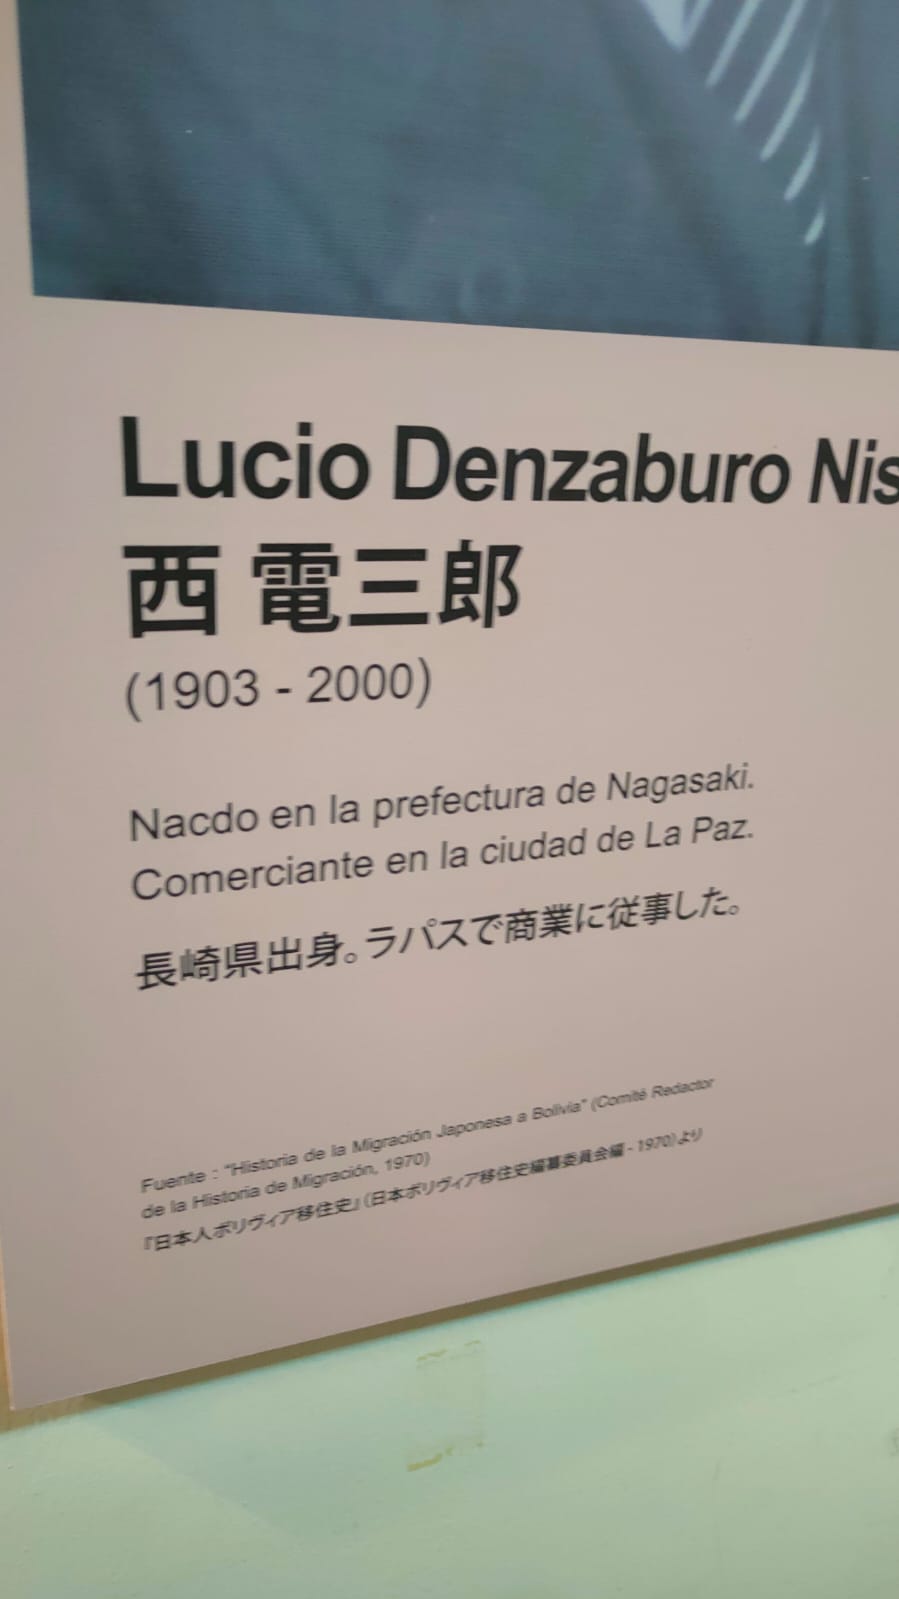 Lucio Denzaburo Nis
西 電三郎
(1903 - 2000)
Nacdo en la prefectura de Nagasaki.
Comerciante en la ciudad de La Paz.
長崎県出身。ラパスで商業に従事した。
Fuente : "Hiistoria de la Migración Japonesa a Bolivia" (Comité Redactor
de la Historia de Migración, 1970)
『日本人ボリヴィア移住史』（日本ボリヴィア移住史編纂委員会編 - 1970）より